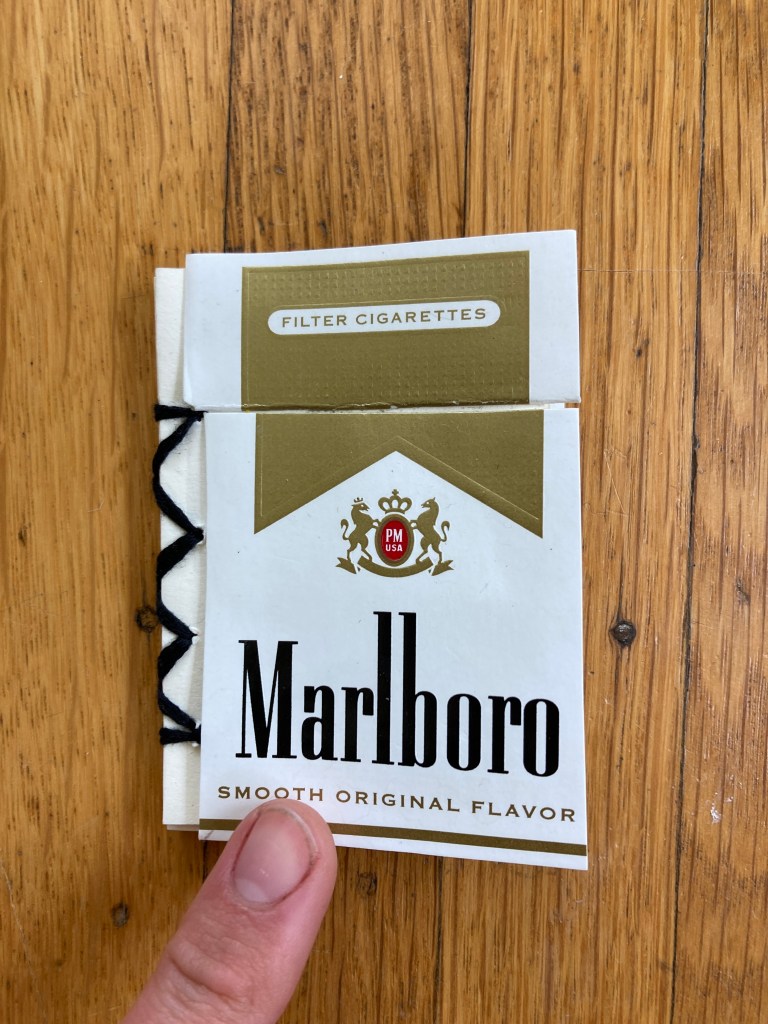 FILTER CIGARETTES
PM
USA
Marlboro
SMOOTH ORIGINAL FLAVOR